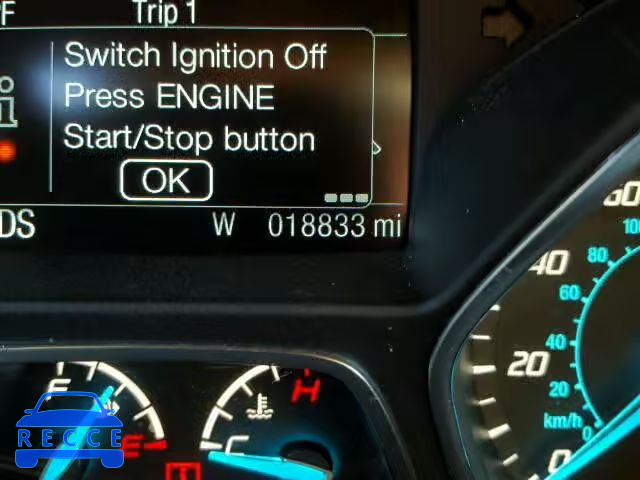 °F Trip 1
Switch Ignition Off
Press ENGINE
Start/Stop button
OK
DS W 018833 mi
60
100
80
40
60
40
20
20
km/h
0
0
F H
E C
RECCE